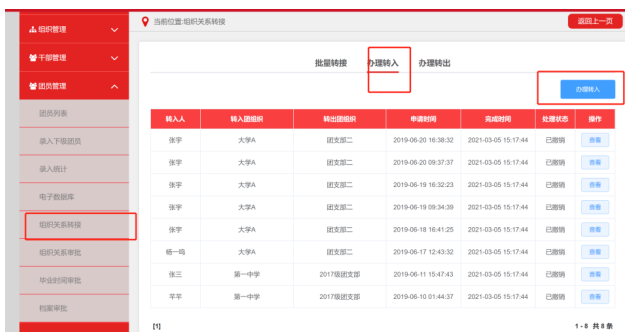 组织管理
当前位置:组织关系转接
返回上一页
干部管理
批量转接 办理转入 办理转出
团员管理
办理转入
团员列表
转入人 转入团组织 转出团组织 申请时间 完成时间 处理状态 操作
录入下级团员
张宇 大学A 团支部二 2019-06-20 16:38:32 2021-03-05 15:17:44 已撤销 查看
录入统计
张宇 大学A 团支部二 2019-06-20 09:37:37 2021-03-05 15:17:44 已撤销 查看
电子数据库
张宇 大学A 团支部二 2019-06-19 16:32:23 2021-03-05 15:17:44 已撤销 查看
张宇 大学A 团支部二 2019-06-19 09:34:39 2021-03-05 15:17:44 已撤销 查看
组织关系转接
张宇 大学A 团支部二 2019-06-18 16:41:25 2021-03-05 15:17:44 已撤销 查看
组织关系审批
杨一鸣 大学A 团支部二 2019-06-17 12:43:32 2021-03-05 15:17:44 已撤销 查看
毕业时间审批
张三 第一中学 2017级团支部 2019-06-11 15:47:43 2021-03-05 15:17:44 已撤销 查看
芊芊 第一中学 2017级团支部 2019-06-10 01:44:37 2021-03-05 15:17:44 已撤销 查看
档案审批
[1] 1-8 共8条